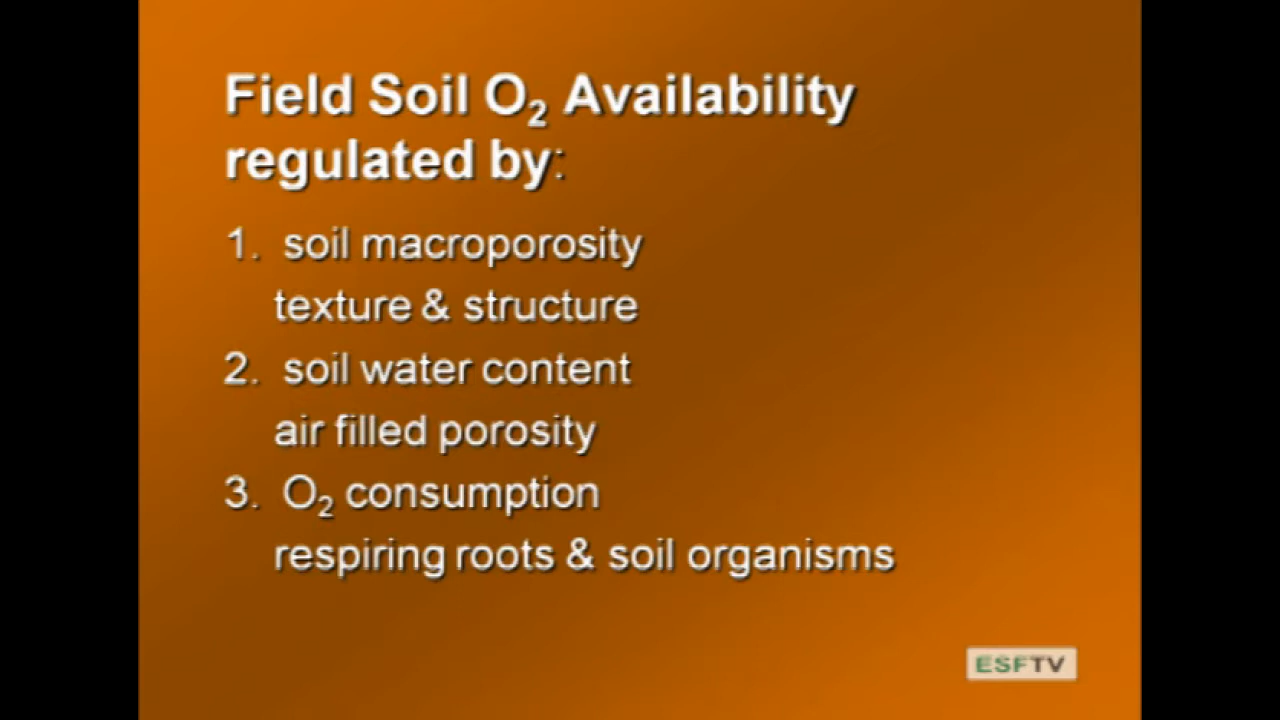 Field Soil O₂ Availability
regulated by:
1. soil macroporosity
texture & structure
2. soil water content
air filled porosity
3. O₂ consumption
respiring roots & soil organisms
ESFTV